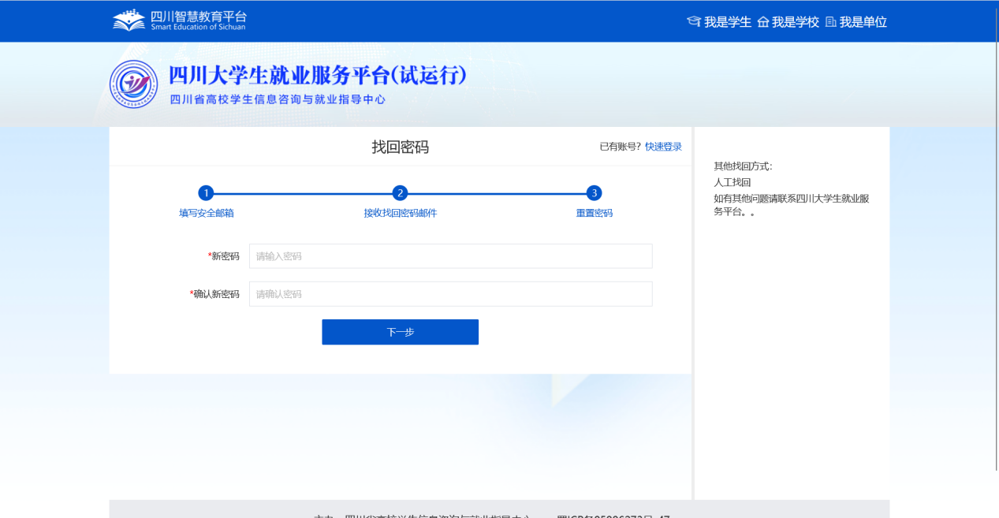 四川智慧教育平台
Smart Education of Sichuan
我是学生 我是学校 我是单位
四川大学生就业服务平台(试运行)
四川省高校学生信息咨询与就业指导中心
找回密码
已有账号？快速登录
1 2 3
填写安全邮箱 接收找回密码邮件 重置密码
*新密码 请输入密码
*确认新密码 请确认密码
下一步
其他找回方式：
人工找回
如有其他问题请联系四川大学生就业服
务平台。。